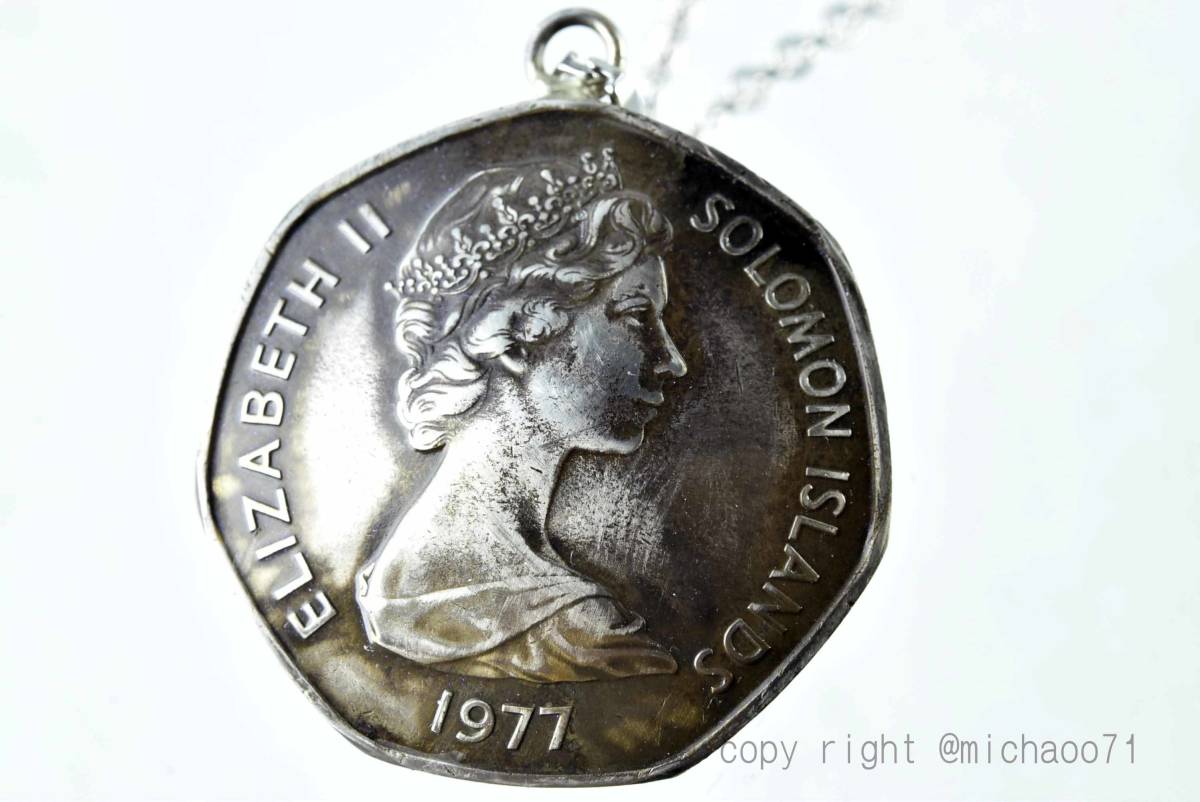 ELIZABETH II
SOLOMON ISLANDS
1977
copy right @michaoo71